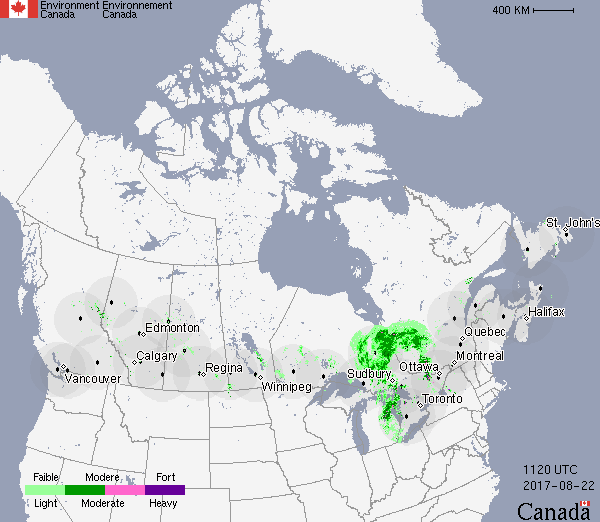 Environment Environnement
Canada Canada
400 KM
St. John's
Halifax
Edmonton
Quebec
Calgary
Montreal
Regina
Ottawa
Vancouver
Sudbury
Winnipeg
Toronto
1120 UTC
2017-08-22
Faible Modere Fort
Light Moderate Heavy
Canada